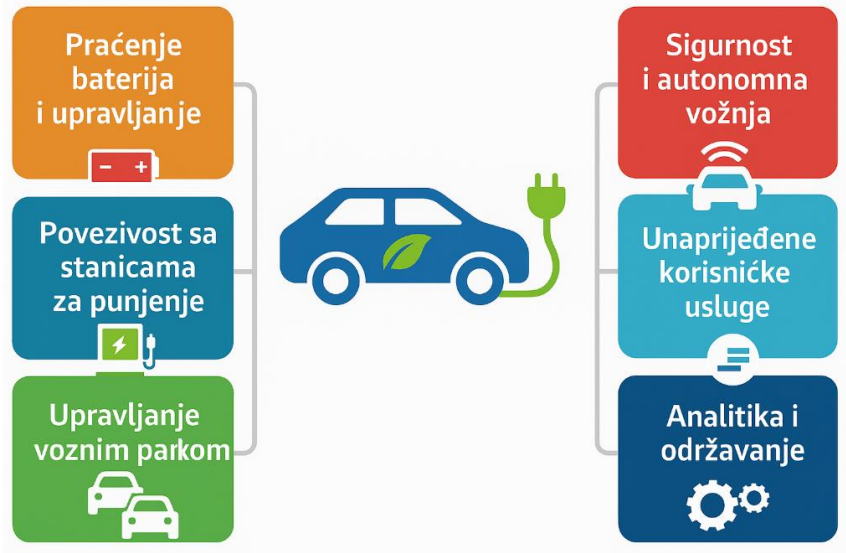 Praćenje
baterija
i upravljanje
Povezivost sa
stanicama
za punjenje
Upravljanje
voznim parkom
Sigurnost
i autonomna
vožnja
Unaprijeđene
korisničke
usluge
Analitika i
održavanje